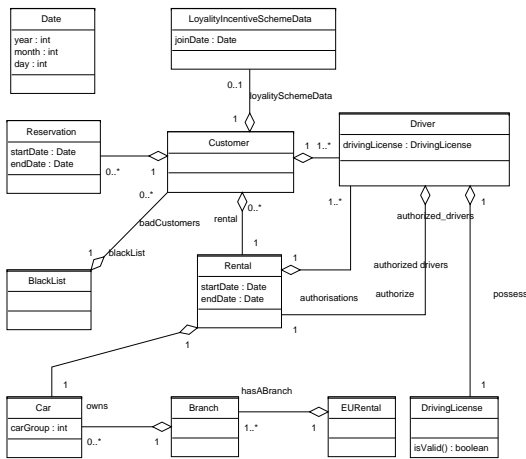 Date
year : int
month : int
day : int
LoyalityIncentiveSchemeData
joinDate : Date
0..1
loyalitySchemeData
1
Reservation
startDate : Date
endDate : Date
0..*
1
Customer
1
1..*
Driver
drivingLicense : DrivingLicense
0..*
badCustomers
rental
0..*
1..*
authorized_drivers
1
blackList
1
BlackList
1
Rental
startDate : Date
endDate : Date
1
authorized drivers
authorisations
authorize
possess
1
1
1
1
Car
carGroup : int
owns
0..*
1
Branch
hasABranch
1..*
1
EURental
DrivingLicense
isValid() : boolean